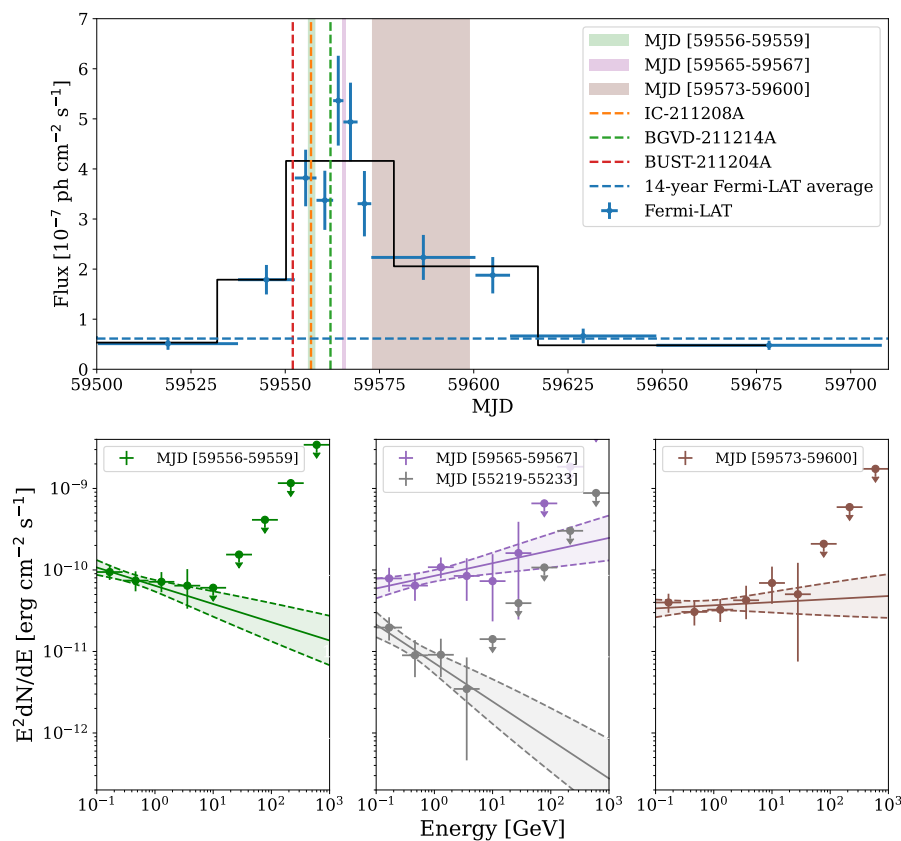 7
6
5
4
3
2
1
0
Flux [10⁻⁷ ph cm⁻² s⁻¹]
MJD [59556-59559]
MJD [59565-59567]
MJD [59573-59600]
IC-211208A
BGVD-211214A
BUST-211204A
14-year Fermi-LAT average
Fermi-LAT
59500 59525 59550 59575 59600 59625 59650 59675 59700
MJD
MJD [59556-59559]
MJD [59565-59567]
MJD [55219-55233]
MJD [59573-59600]
10⁻⁹
10⁻¹⁰
10⁻¹¹
10⁻¹²
E²dN/dE [erg cm⁻² s⁻¹]
10⁻¹ 10⁰ 10¹ 10² 10³
10⁻¹ 10⁰ 10¹ 10² 10³
10⁻¹ 10⁰ 10¹ 10² 10³
Energy [GeV]